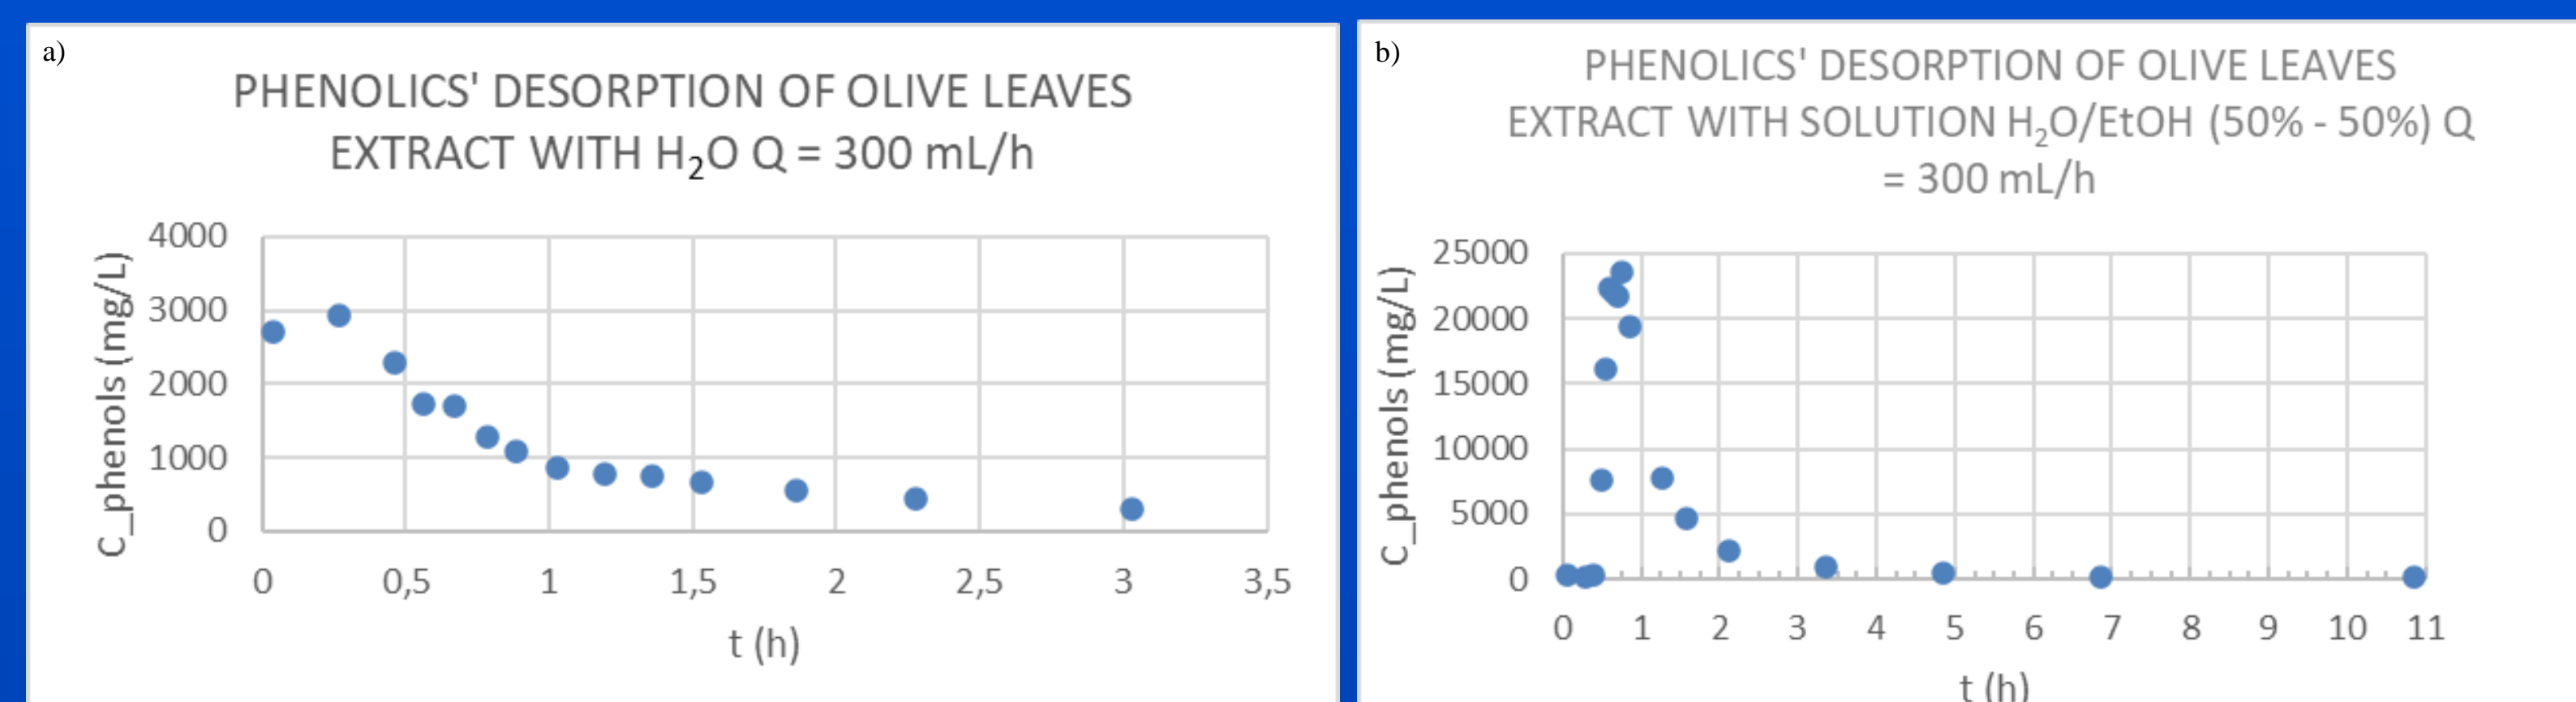 a)
PHENOLICS' DESORPTION OF OLIVE LEAVES
EXTRACT WITH H₂O Q = 300 mL/h
C_phenols (mg/L)
4000
3000
2000
1000
0
0 0,5 1 1,5 2 2,5 3 3,5
t (h)
b)
PHENOLICS' DESORPTION OF OLIVE LEAVES
EXTRACT WITH SOLUTION H₂O/EtOH (50% - 50%) Q
= 300 mL/h
C_phenols (mg/L)
25000
20000
15000
10000
5000
0
0 1 2 3 4 5 6 7 8 9 10 11
t (h)